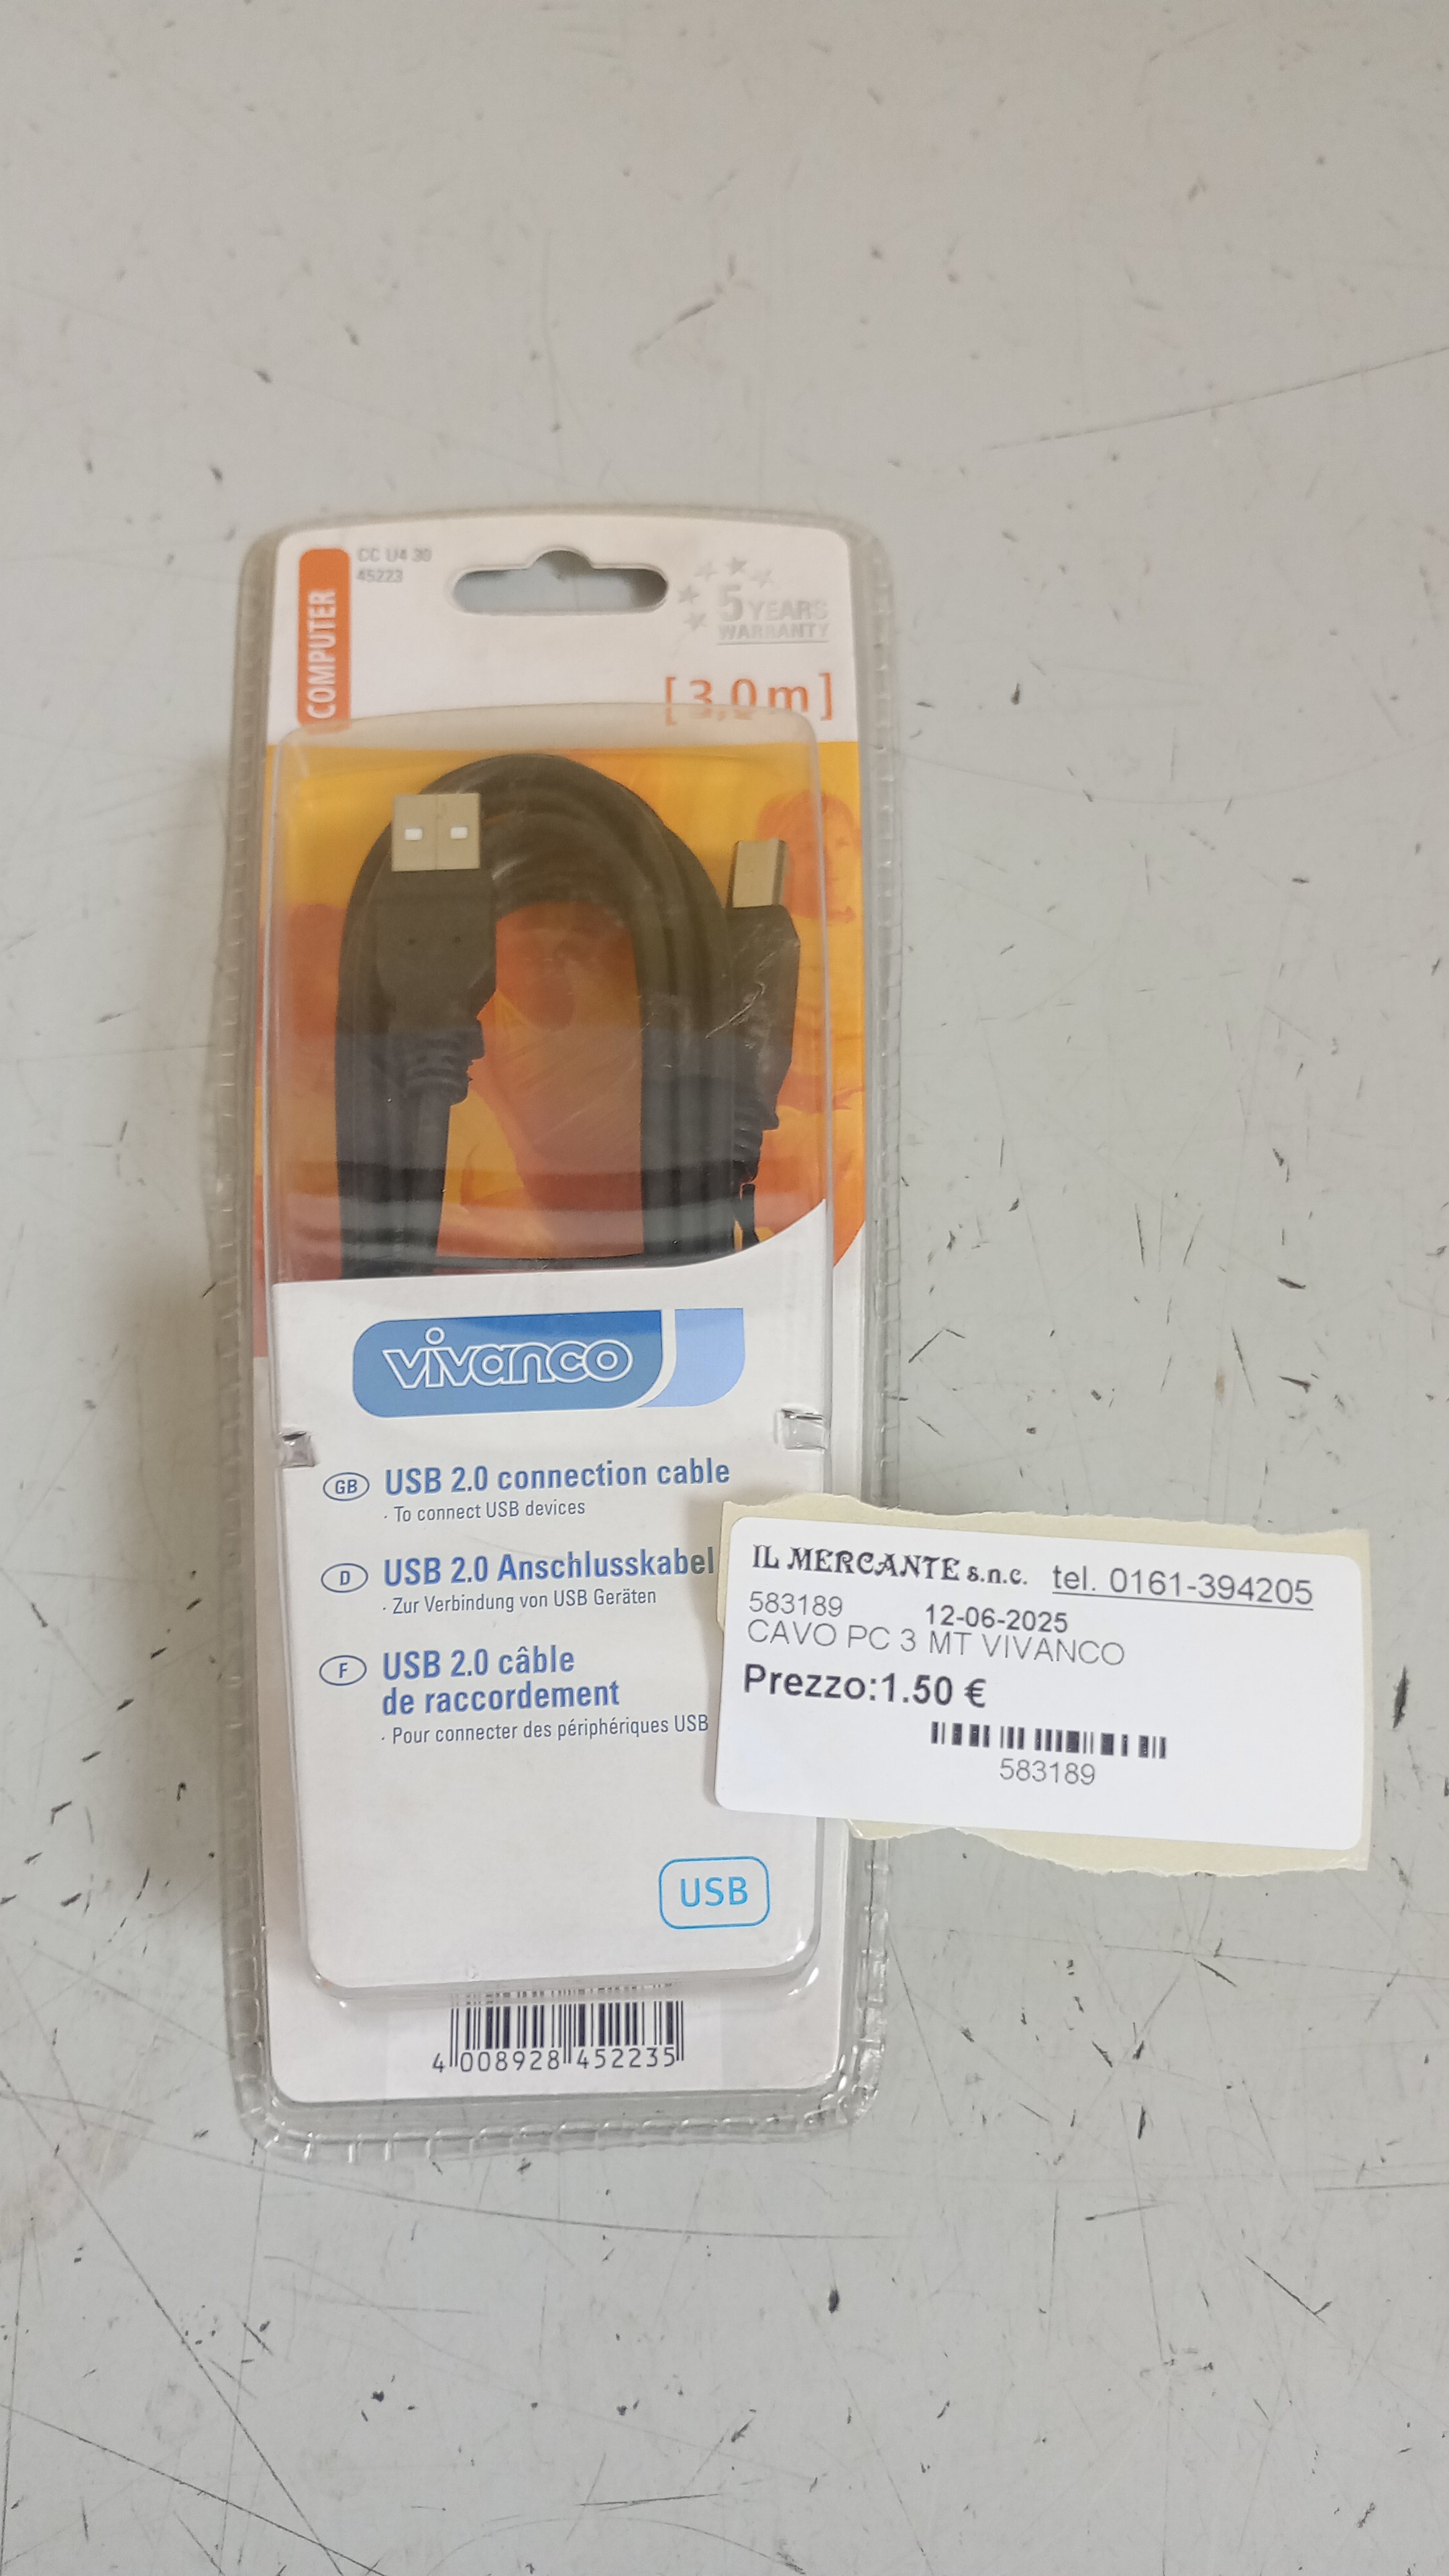 COMPUTER
CC U4 30
45223
5 YEARS
WARRANTY
[3,0m]
vivanco
GB USB 2.0 connection cable
· To connect USB devices
D USB 2.0 Anschlusskabel
· Zur Verbindung von USB Geräten
F USB 2.0 câble
de raccordement
· Pour connecter des périphériques USB
USB
4 008928 452235
IL MERCANTE s.n.c. tel. 0161-394205
583189 12-06-2025
CAVO PC 3 MT VIVANCO
Prezzo:1.50 €
583189